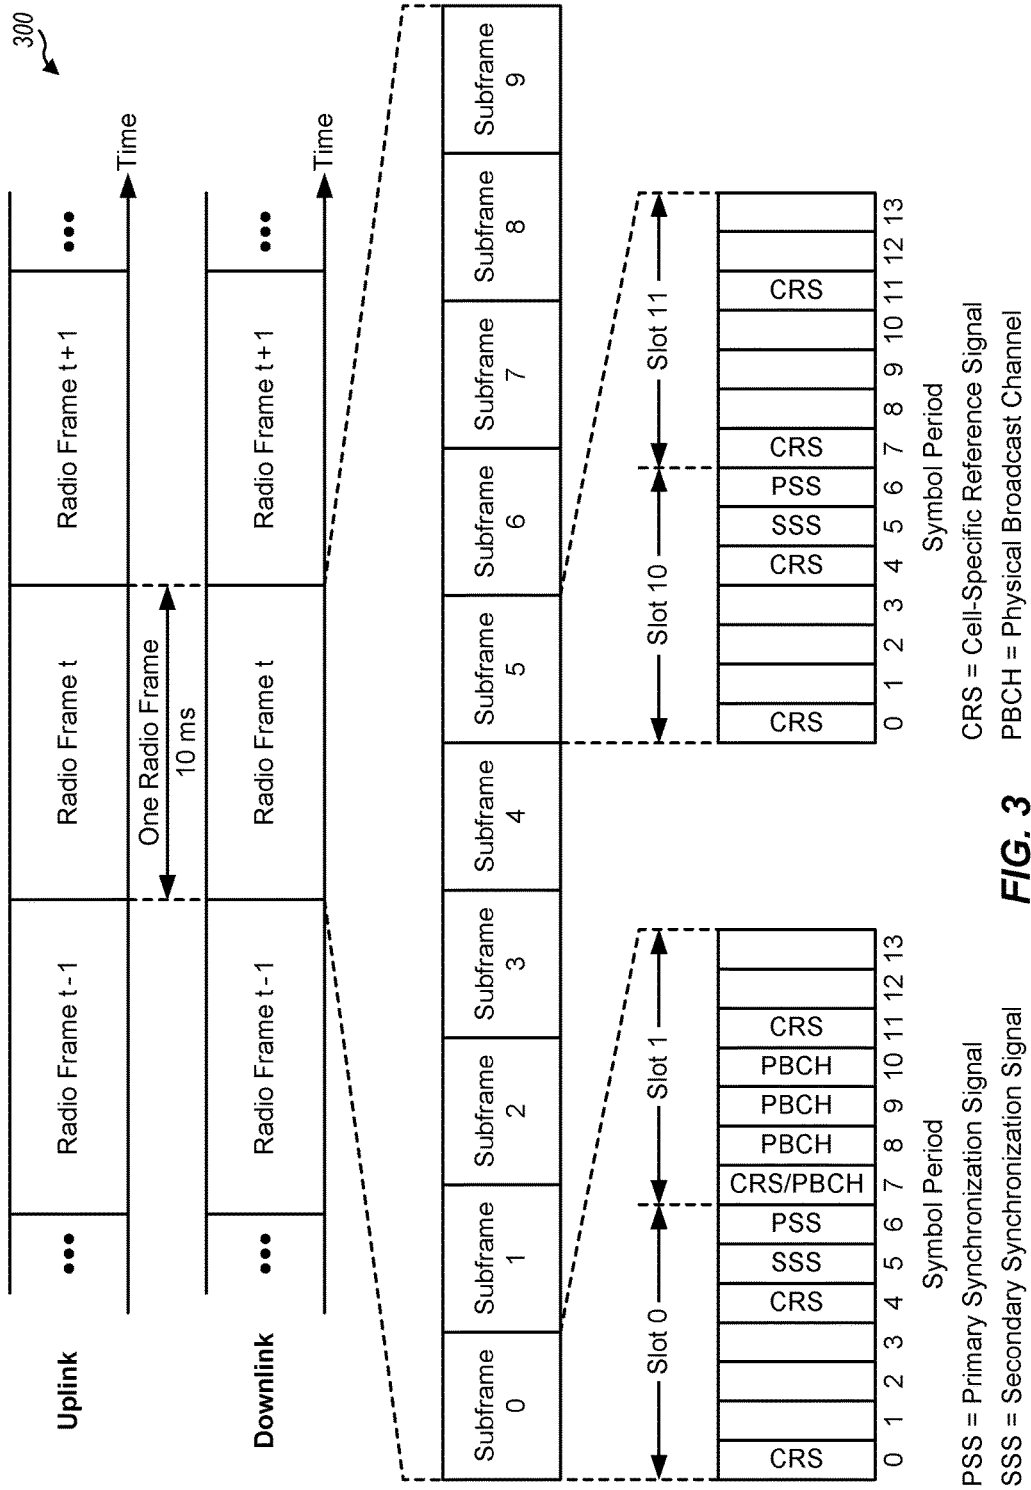 300
Uplink
••• Radio Frame t - 1 Radio Frame t Radio Frame t + 1 •••
Time
One Radio Frame
10 ms
Downlink
••• Radio Frame t - 1 Radio Frame t Radio Frame t + 1 •••
Time
Subframe 0 Subframe 1 Subframe 2 Subframe 3 Subframe 4 Subframe 5 Subframe 6 Subframe 7 Subframe 8 Subframe 9
Slot 0 Slot 1
CRS CRS SSS PSS CRS/PBCH PBCH PBCH PBCH CRS
0 1 2 3 4 5 6 7 8 9 10 11 12 13
Symbol Period
Slot 10 Slot 11
CRS CRS SSS PSS CRS CRS
0 1 2 3 4 5 6 7 8 9 10 11 12 13
Symbol Period
PSS = Primary Synchronization Signal
SSS = Secondary Synchronization Signal
CRS = Cell-Specific Reference Signal
PBCH = Physical Broadcast Channel
FIG. 3